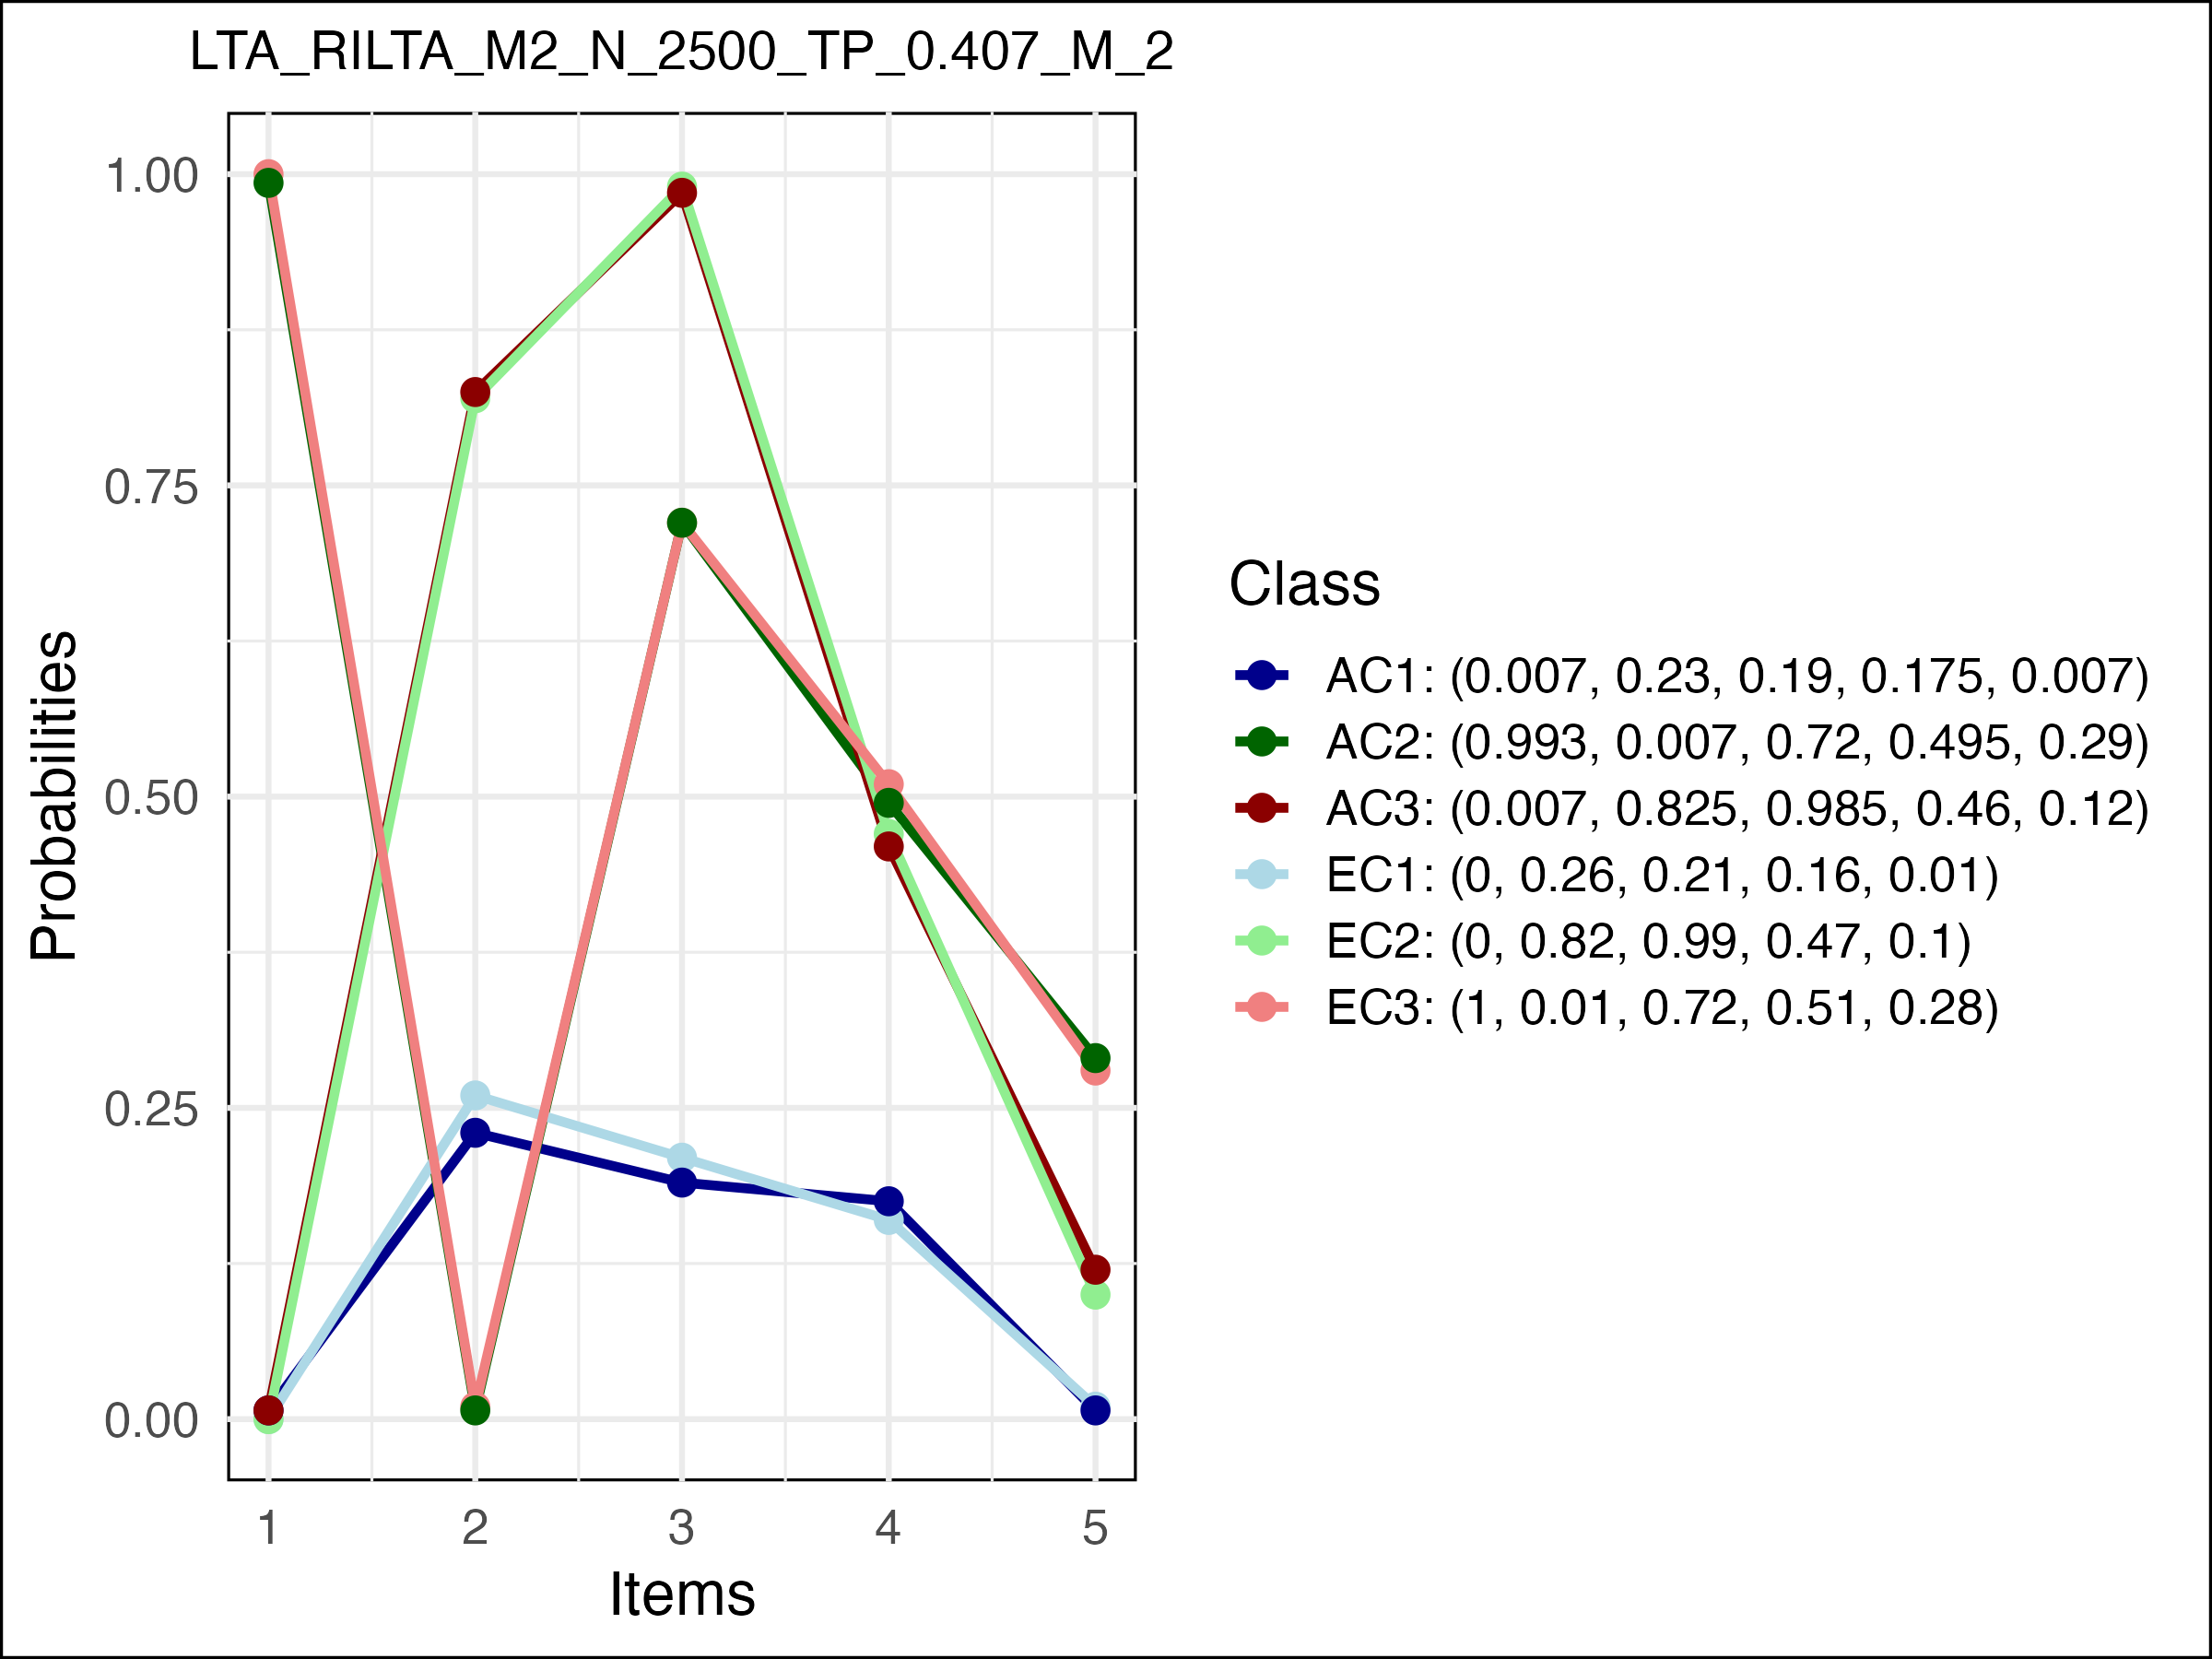 LTA_RILTA_M2_N_2500_TP_0.407_M_2
1.00
0.75
0.50
0.25
0.00
Probabilities
1 2 3 4 5
Items
Class
AC1: (0.007, 0.23, 0.19, 0.175, 0.007)
AC2: (0.993, 0.007, 0.72, 0.495, 0.29)
AC3: (0.007, 0.825, 0.985, 0.46, 0.12)
EC1: (0, 0.26, 0.21, 0.16, 0.01)
EC2: (0, 0.82, 0.99, 0.47, 0.1)
EC3: (1, 0.01, 0.72, 0.51, 0.28)